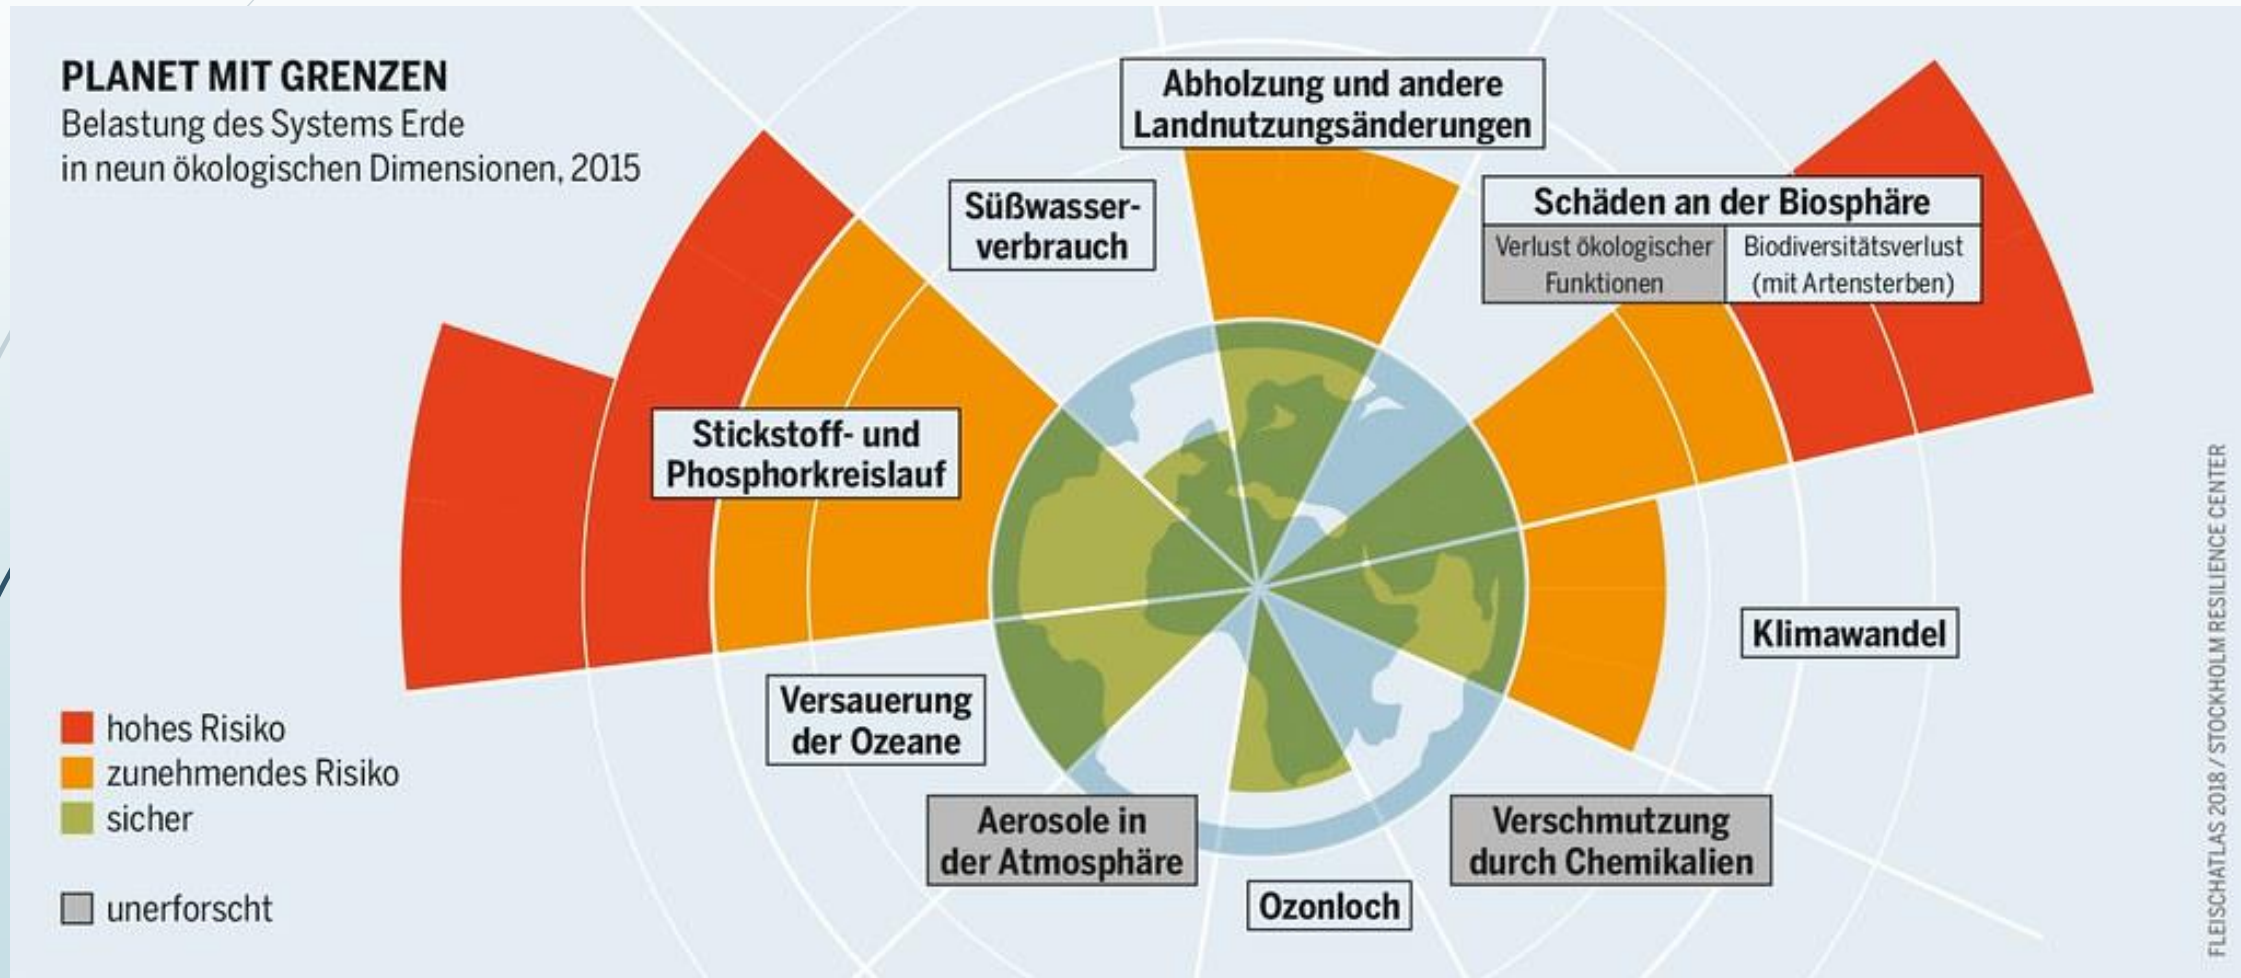 PLANET MIT GRENZEN
Belastung des Systems Erde
in neun ökologischen Dimensionen, 2015
Abholzung und andere
Landnutzungsänderungen
Süßwasser-
verbrauch
Schäden an der Biosphäre
Verlust ökologischer
Funktionen
Biodiversitätsverlust
(mit Artensterben)
Stickstoff- und
Phosphorkreislauf
Klimawandel
Versauerung
der Ozeane
Aerosole in
der Atmosphäre
Verschmutzung
durch Chemikalien
Ozonloch
hohes Risiko
zunehmendes Risiko
sicher
unerforscht
FLEISCHATLAS 2018 / STOCKHOLM RESILIENCE CENTER